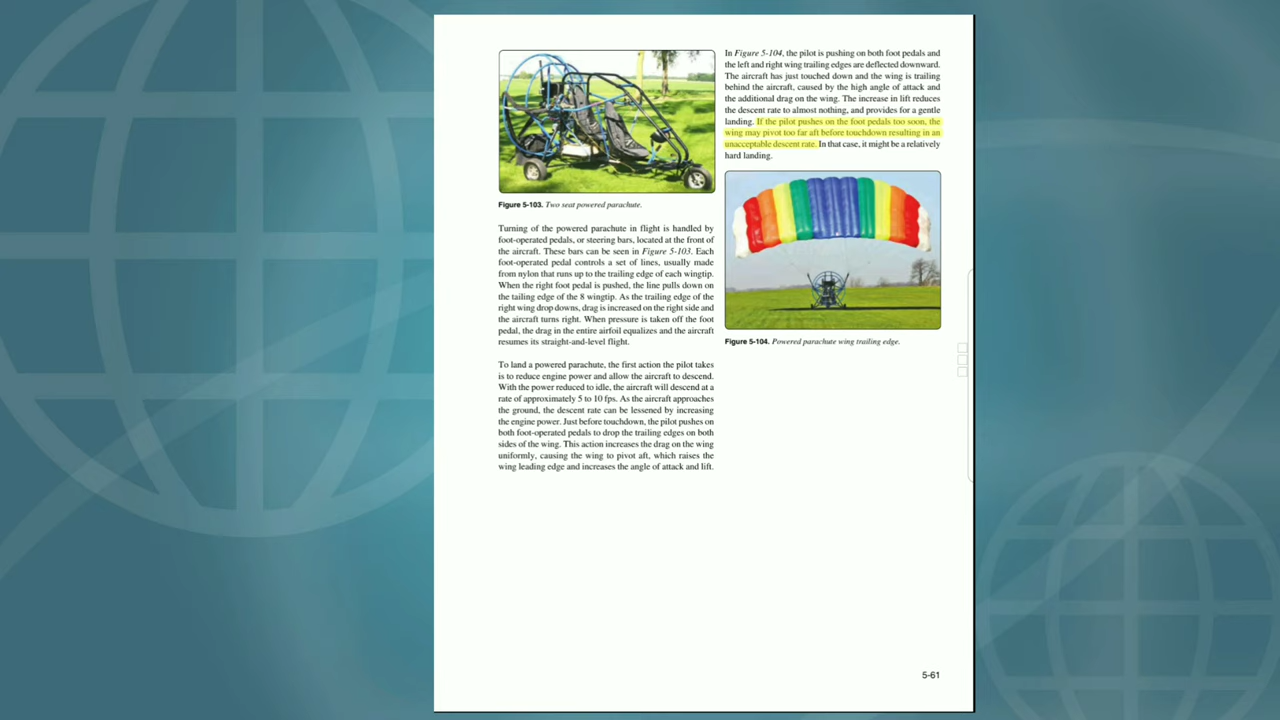 Figure 5-103. Two seat powered parachute.
Turning of the powered parachute in flight is handled by
foot-operated pedals, or steering bars, located at the front of
the aircraft. These bars can be seen in Figure 5-103. Each
foot-operated pedal controls a set of lines, usually made
from nylon that runs up to the trailing edge of each wingtip.
When the right foot pedal is pushed, the line pulls down on
the tailing edge of the 8 wingtip. As the trailing edge of the
right wing drop downs, drag is increased on the right side and
the aircraft turns right. When pressure is taken off the foot
pedal, the drag in the entire airfoil equalizes and the aircraft
resumes its straight-and-level flight.
To land a powered parachute, the first action the pilot takes
is to reduce engine power and allow the aircraft to descend.
With the power reduced to idle, the aircraft will descend at a
rate of approximately 5 to 10 fps. As the aircraft approaches
the ground, the descent rate can be lessened by increasing
the engine power. Just before touchdown, the pilot pushes on
both foot-operated pedals to drop the trailing edges on both
sides of the wing. This action increases the drag on the wing
uniformly, causing the wing to pivot aft, which raises the
wing leading edge and increases the angle of attack and lift.
In Figure 5-104, the pilot is pushing on both foot pedals and
the left and right wing trailing edges are deflected downward.
The aircraft has just touched down and the wing is trailing
behind the aircraft, caused by the high angle of attack and
the additional drag on the wing. The increase in lift reduces
the descent rate to almost nothing, and provides for a gentle
landing. If the pilot pushes on the foot pedals too soon, the
wing may pivot too far aft before touchdown resulting in an
unacceptable descent rate. In that case, it might be a relatively
hard landing.
Figure 5-104. Powered parachute wing trailing edge.
5-61